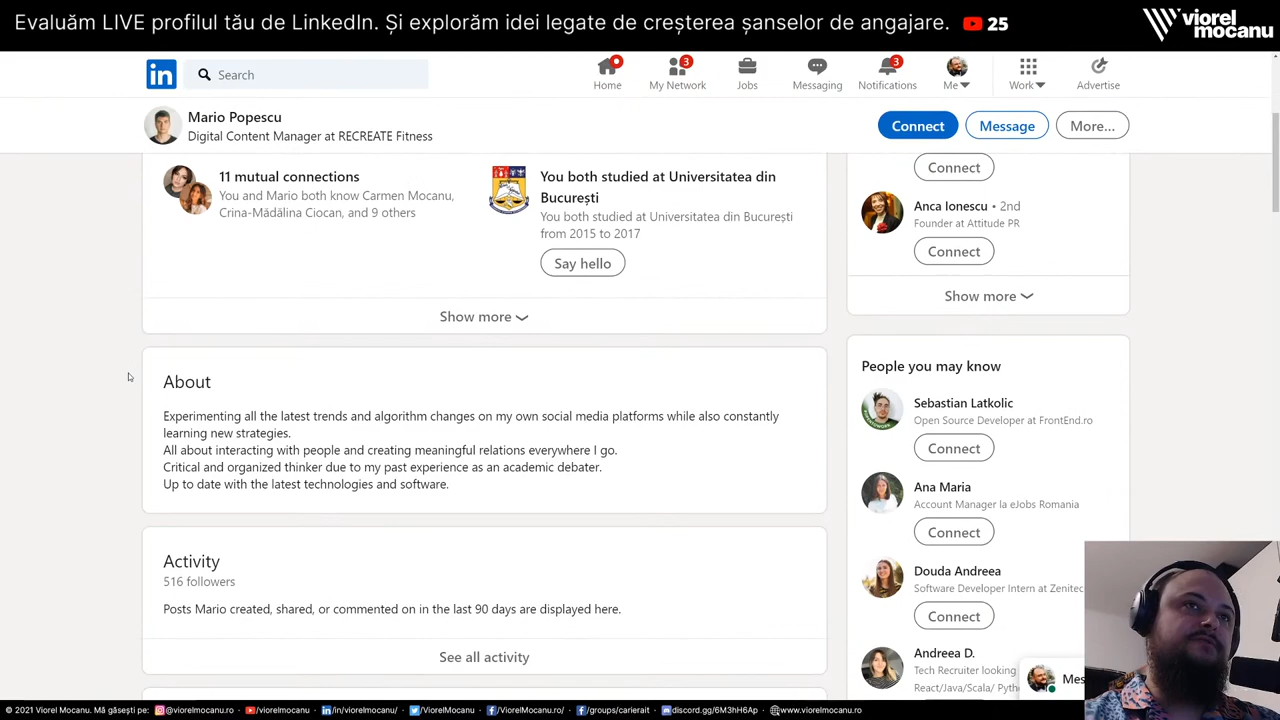 Evaluăm LIVE profilul tău de LinkedIn. Și explorăm idei legate de creșterea șanselor de angajare.
25
viorel
mocanu
in
Search
Home
3
My Network
Jobs
Messaging
3
Notifications
Me
Work
Advertise
Mario Popescu
Digital Content Manager at RECREATE Fitness
Connect
Message
More...
11 mutual connections
You and Mario both know Carmen Mocanu,
Crina-Mădălina Ciocan, and 9 others
You both studied at Universitatea din
București
You both studied at Universitatea din București
from 2015 to 2017
Say hello
Show more
About
Experimenting all the latest trends and algorithm changes on my own social media platforms while also constantly
learning new strategies.
All about interacting with people and creating meaningful relations everywhere I go.
Critical and organized thinker due to my past experience as an academic debater.
Up to date with the latest technologies and software.
Activity
516 followers
Posts Mario created, shared, or commented on in the last 90 days are displayed here.
See all activity
Connect
Anca Ionescu • 2nd
Founder at Attitude PR
Connect
Show more
People you may know
Sebastian Latkolic
Open Source Developer at FrontEnd.ro
Connect
Ana Maria
Account Manager la eJobs Romania
Connect
Douda Andreea
Software Developer Intern at Zenitec
Connect
Andreea D.
Tech Recruiter looking
React/Java/Scala/ Pyth
Mes
© 2021 Viorel Mocanu. Mă găsești pe:
@viorelmocanu.ro
/viorelmocanu
/in/viorelmocanu/
/ViorelMocanu
/ViorelMocanu.ro/
/groups/carierait
discord.gg/6M3hH6Ap
www.viorelmocanu.ro